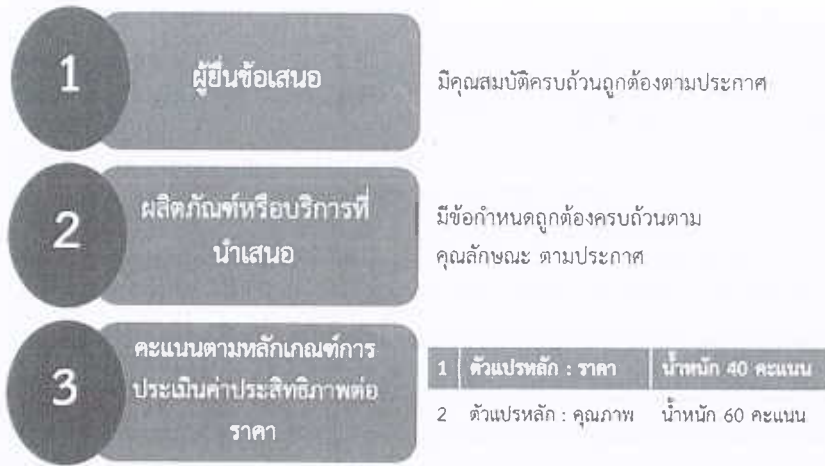 1
ผู้ยื่นข้อเสนอ
มีคุณสมบัติครบถ้วนถูกต้องตามประกาศ
2
ผลิตภัณฑ์หรือบริการที่
นำเสนอ
มีข้อกำหนดถูกต้องครบถ้วนตาม
คุณลักษณะ ตามประกาศ
3
คะแนนตามหลักเกณฑ์การ
ประเมินค่าประสิทธิภาพต่อ
ราคา
1 ตัวแปรหลัก : ราคา น้ำหนัก 40 คะแนน
2 ตัวแปรหลัก : คุณภาพ น้ำหนัก 60 คะแนน